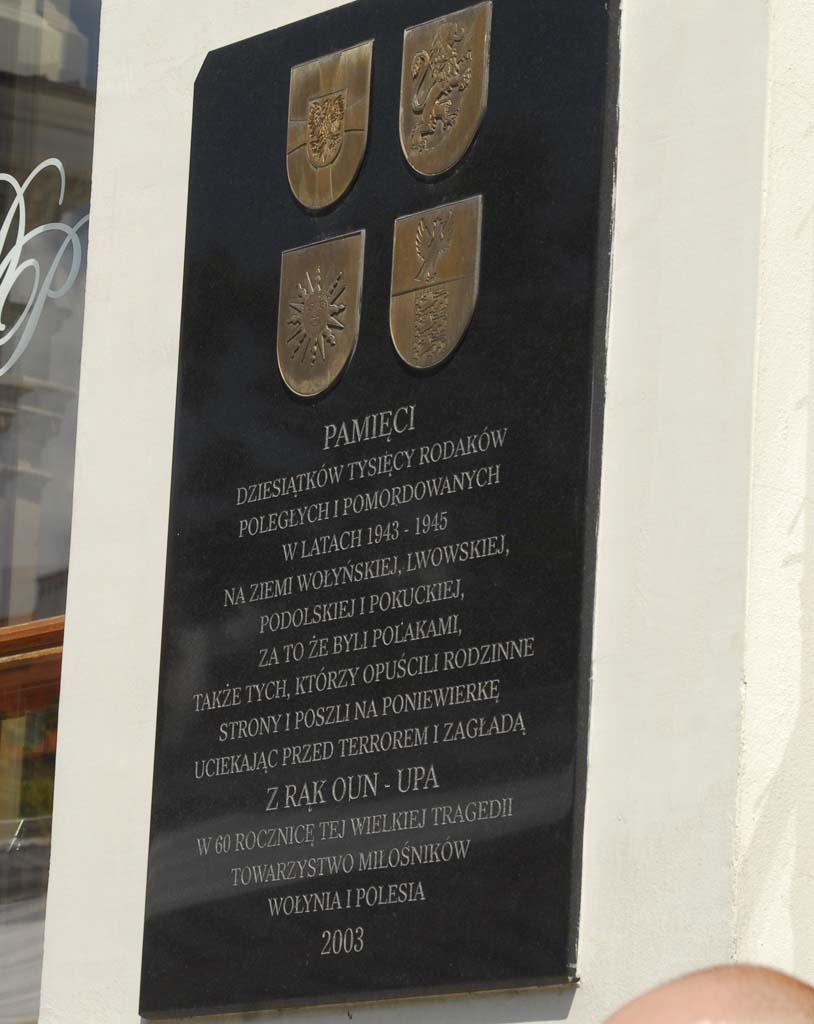 PAMIĘCI
DZIESIĄTKÓW TYSIĘCY RODAKÓW
POLEGŁYCH I POMORDOWANYCH
W LATACH 1943 - 1945
NA ZIEMI WOŁYŃSKIEJ, LWOWSKIEJ,
PODOLSKIEJ I POKUCKIEJ,
ZA TO ŻE BYLI POLAKAMI,
TAKŻE TYCH, KTÓRZY OPUŚCILI RODZINNE
STRONY I POSZLI NA PONIEWIERKĘ
UCIEKAJĄC PRZED TERROREM I ZAGŁADĄ
Z RĄK OUN - UPA
W 60 ROCZNICĘ TEJ WIELKIEJ TRAGEDII
TOWARZYSTWO MIŁOŚNIKÓW
WOŁYNIA I POLESIA
2003